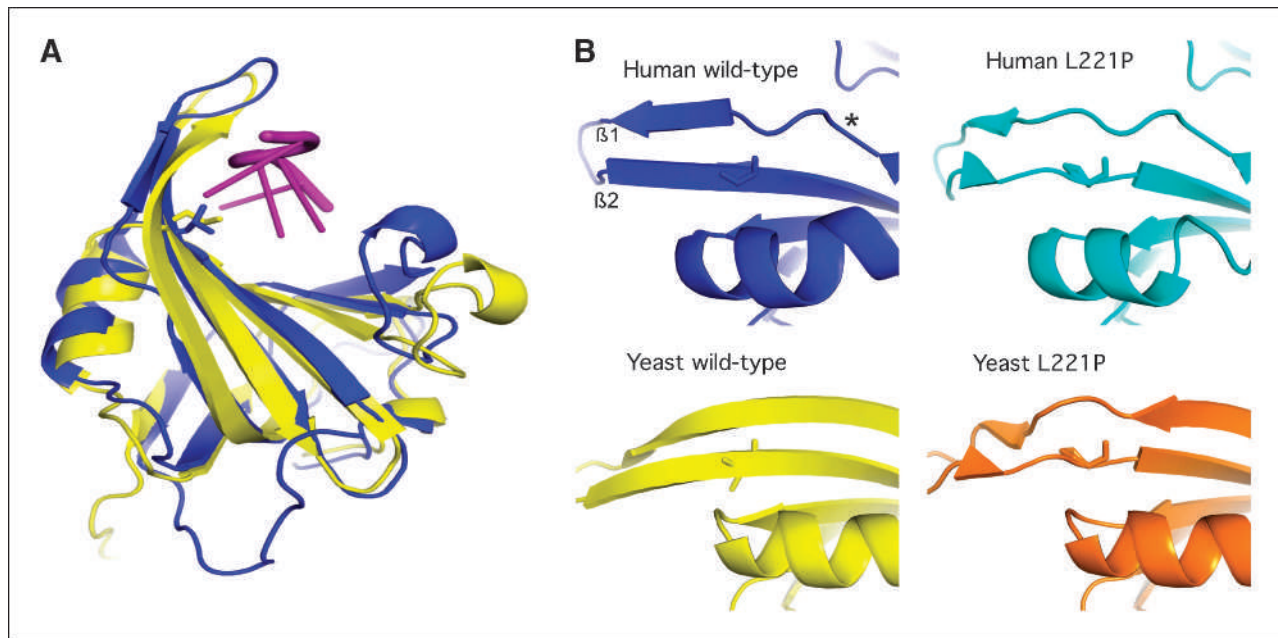 A
B
Human wild-type
Human L221P
*
ß1
ß2
Yeast wild-type
Yeast L221P